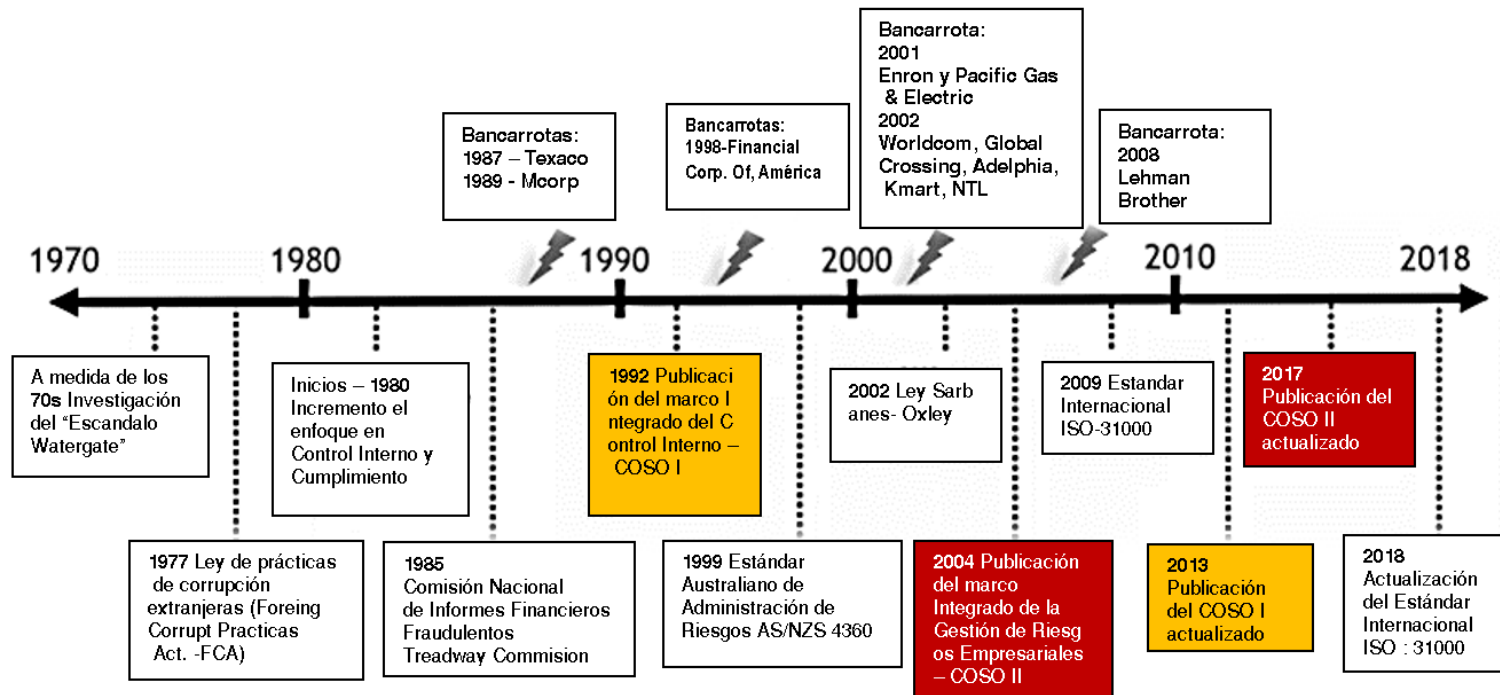 Bancarrotas:
1987 – Texaco
1989 - Mcorp
Bancarrotas:
1998-Financial
Corp. Of, América
Bancarrota:
2001
Enron y Pacific Gas
& Electric
2002
Worldcom, Global
Crossing, Adelphia,
Kmart, NTL
Bancarrota:
2008
Lehman
Brother
1970
1980
1990
2000
2010
2018
A medida de los
70s Investigación
del “Escandalo
Watergate”
Inicios – 1980
Incremento el
enfoque en
Control Interno y
Cumplimiento
1992 Publicaci
ón del marco I
ntegrado del C
ontrol Interno –
COSO I
2002 Ley Sarb
anes- Oxley
2009 Estandar
Internacional
ISO-31000
2017
Publicación del
COSO II
actualizado
1977 Ley de prácticas
de corrupción
extranjeras (Foreing
Corrupt Practicas
Act. -FCA)
1985
Comisión Nacional
de Informes Financieros
Fraudulentos
Treadway Commision
1999 Estándar
Australiano de
Administración de
Riesgos AS/NZS 4360
2004 Publicación
del marco
Integrado de la
Gestión de Riesg
os Empresariales
– COSO II
2013
Publicación
del COSO I
actualizado
2018
Actualización
del Estándar
Internacional
ISO : 31000